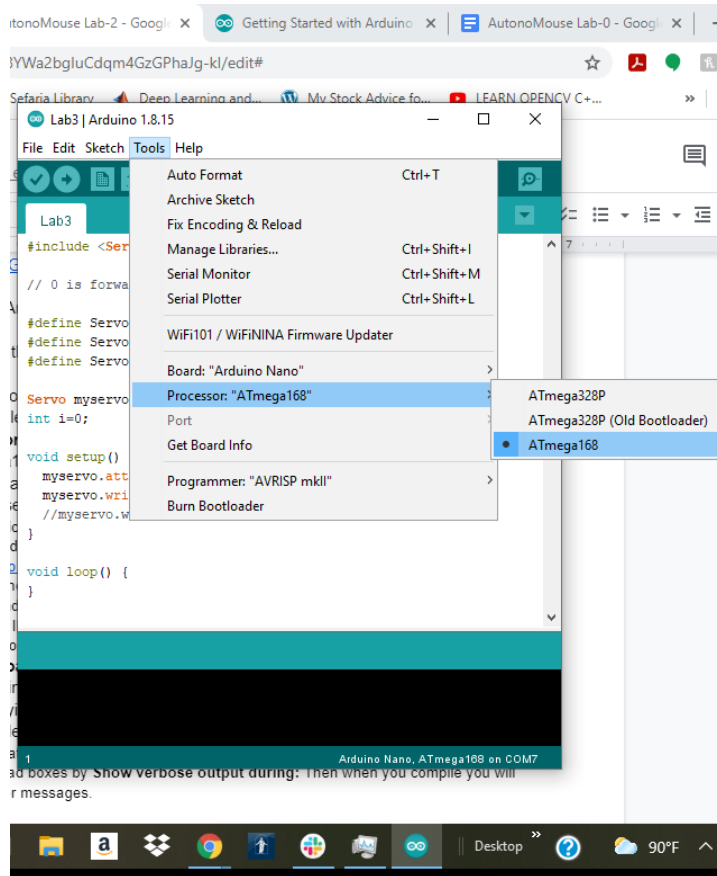 AutonoMouse Lab-2 - Google
Getting Started with Arduino
AutonoMouse Lab-0 - Googl
YWa2bgluCdqm4GzGPhaJg-kl/edit#
Sefaria Library
Deep Learning and...
My Stock Advice fo...
LEARN OPENCV C+...
»
Lab3 | Arduino 1.8.15
File Edit Sketch Tools Help
Auto Format Ctrl+T
Archive Sketch
Fix Encoding & Reload
Manage Libraries... Ctrl+Shift+I
Serial Monitor Ctrl+Shift+M
Serial Plotter Ctrl+Shift+L
WiFi101 / WiFiNINA Firmware Updater
Board: "Arduino Nano"
Processor: "ATmega168"
Port
Get Board Info
Programmer: "AVRISP mkII"
Burn Bootloader
ATmega328P
ATmega328P (Old Bootloader)
ATmega168
Lab3
#include <Ser
// 0 is forwa
#define Servo
#define Servo
#define Servo
Servo myservo
int i=0;
void setup()
myservo.att
myservo.wri
//myservo.w
}
void loop() {
}
7
1
Arduino Nano, ATmega168 on COM7
ad boxes by Show verbose output during: Then when you compile you will
r messages.
Desktop
»
90°F